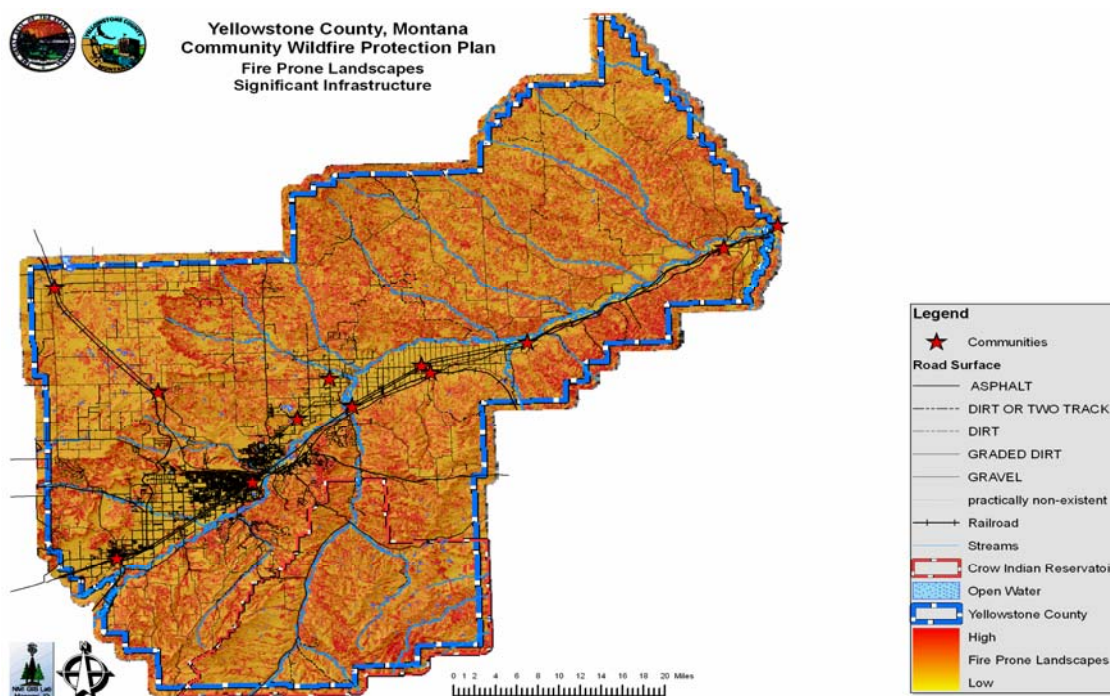 Yellowstone County, Montana
Community Wildfire Protection Plan
Fire Prone Landscapes
Significant Infrastructure
Legend
Communities
Road Surface
ASPHALT
DIRT OR TWO TRACK
DIRT
GRADED DIRT
GRAVEL
practically non-existent
Railroad
Streams
Crow Indian Reservatoi
Open Water
Yellowstone County
High
Fire Prone Landscapes
Low
0 1 2 4 6 8 10 12 14 16 18 20 Miles